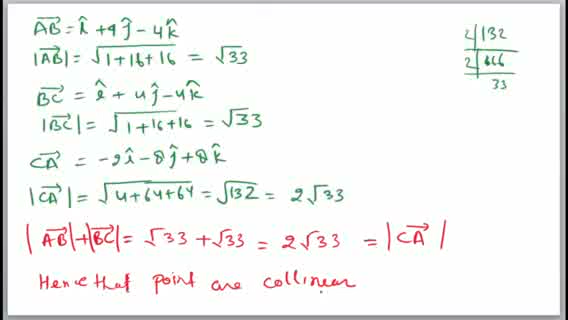 AB→ = î + 4ĵ - 4k̂
|AB→| = √(1+16+16) = √33
BC→ = î + 4ĵ - 4k̂
|BC→| = √(1+16+16) = √33
CA→ = -2î - 8ĵ + 8k̂
|CA→| = √(4+64+64) = √132 = 2√33
|AB→| + |BC→| = √33 + √33 = 2√33 = |CA→|
Hence that point are collinear
2 | 132
2 | 66
33